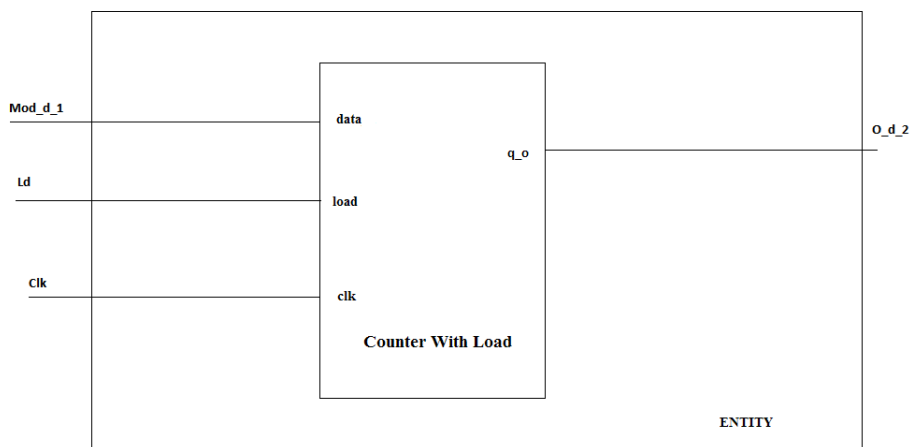 Mod_d_1
data
O_d_2
q_o
Ld
load
Clk
clk
Counter With Load
ENTITY